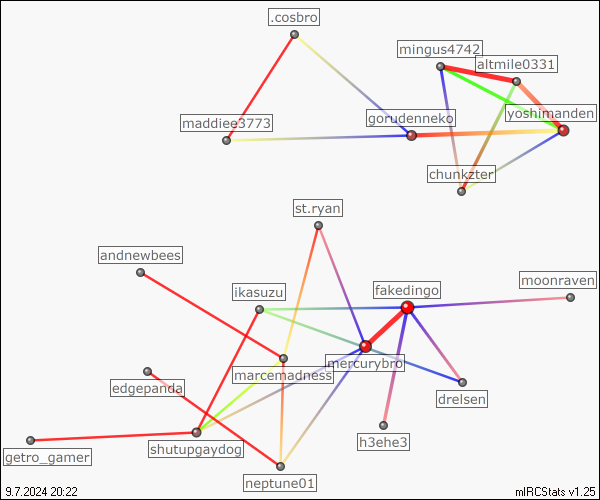 .cosbro
mingus4742
altmile0331
yoshimanden
gorudenneko
maddiee3773
chunkzter
st.ryan
andnewbees
moonraven
ikasuzu
fakedingo
mercurybro
marcemadness
edgepanda
drelsen
h3ehe3
shutupgaydog
getro_gamer
neptune01
9.7.2024 20:22
mIRCStats v1.25